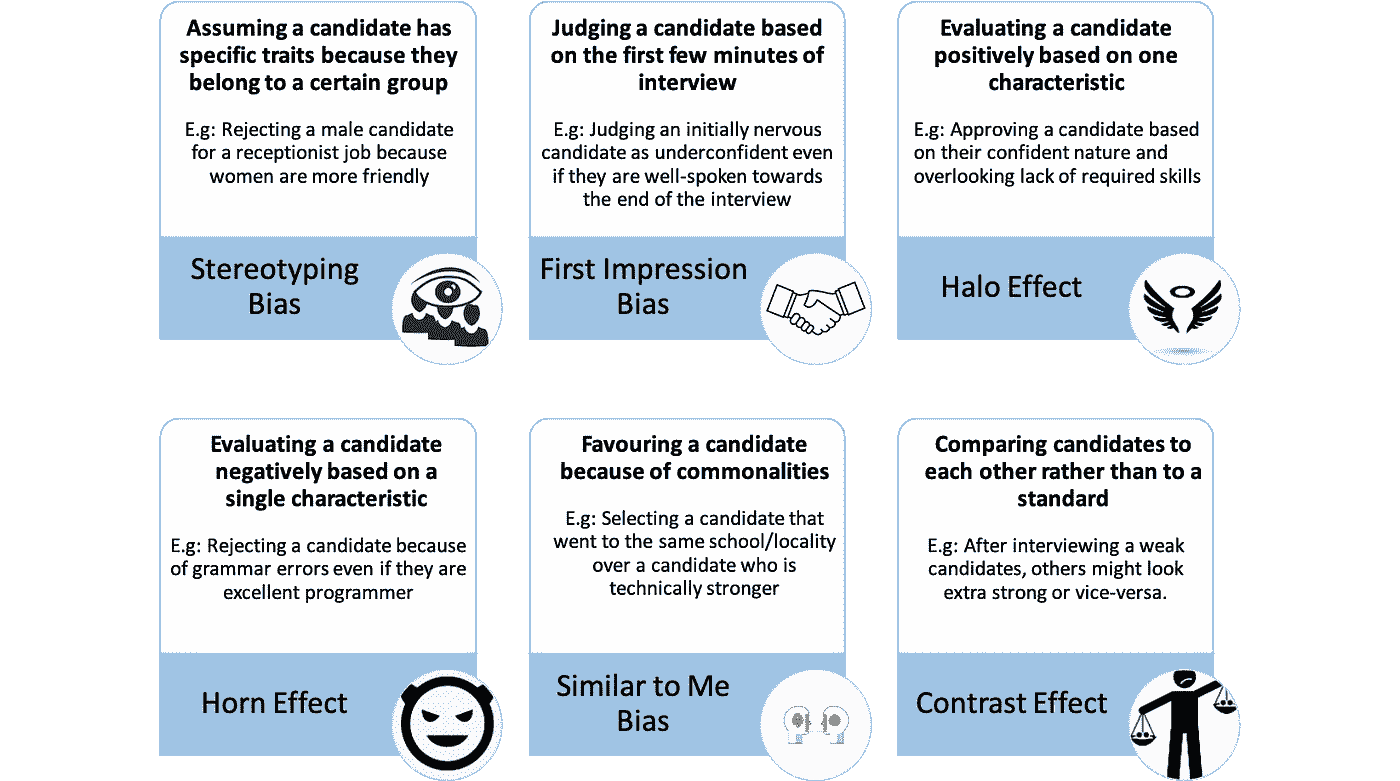 Assuming a candidate has
specific traits because they
belong to a certain group
E.g: Rejecting a male candidate
for a receptionist job because
women are more friendly
Stereotyping
Bias
Judging a candidate based
on the first few minutes of
interview
E.g: Judging an initially nervous
candidate as underconfident even
if they are well-spoken towards
the end of the interview
First Impression
Bias
Evaluating a candidate
positively based on one
characteristic
E.g: Approving a candidate based
on their confident nature and
overlooking lack of required skills
Halo Effect
Evaluating a candidate
negatively based on a
single characteristic
E.g: Rejecting a candidate because
of grammar errors even if they are
excellent programmer
Horn Effect
Favouring a candidate
because of commonalities
E.g: Selecting a candidate that
went to the same school/locality
over a candidate who is
technically stronger
Similar to Me
Bias
Comparing candidates to
each other rather than to a
standard
E.g: After interviewing a weak
candidates, others might look
extra strong or vice-versa.
Contrast Effect